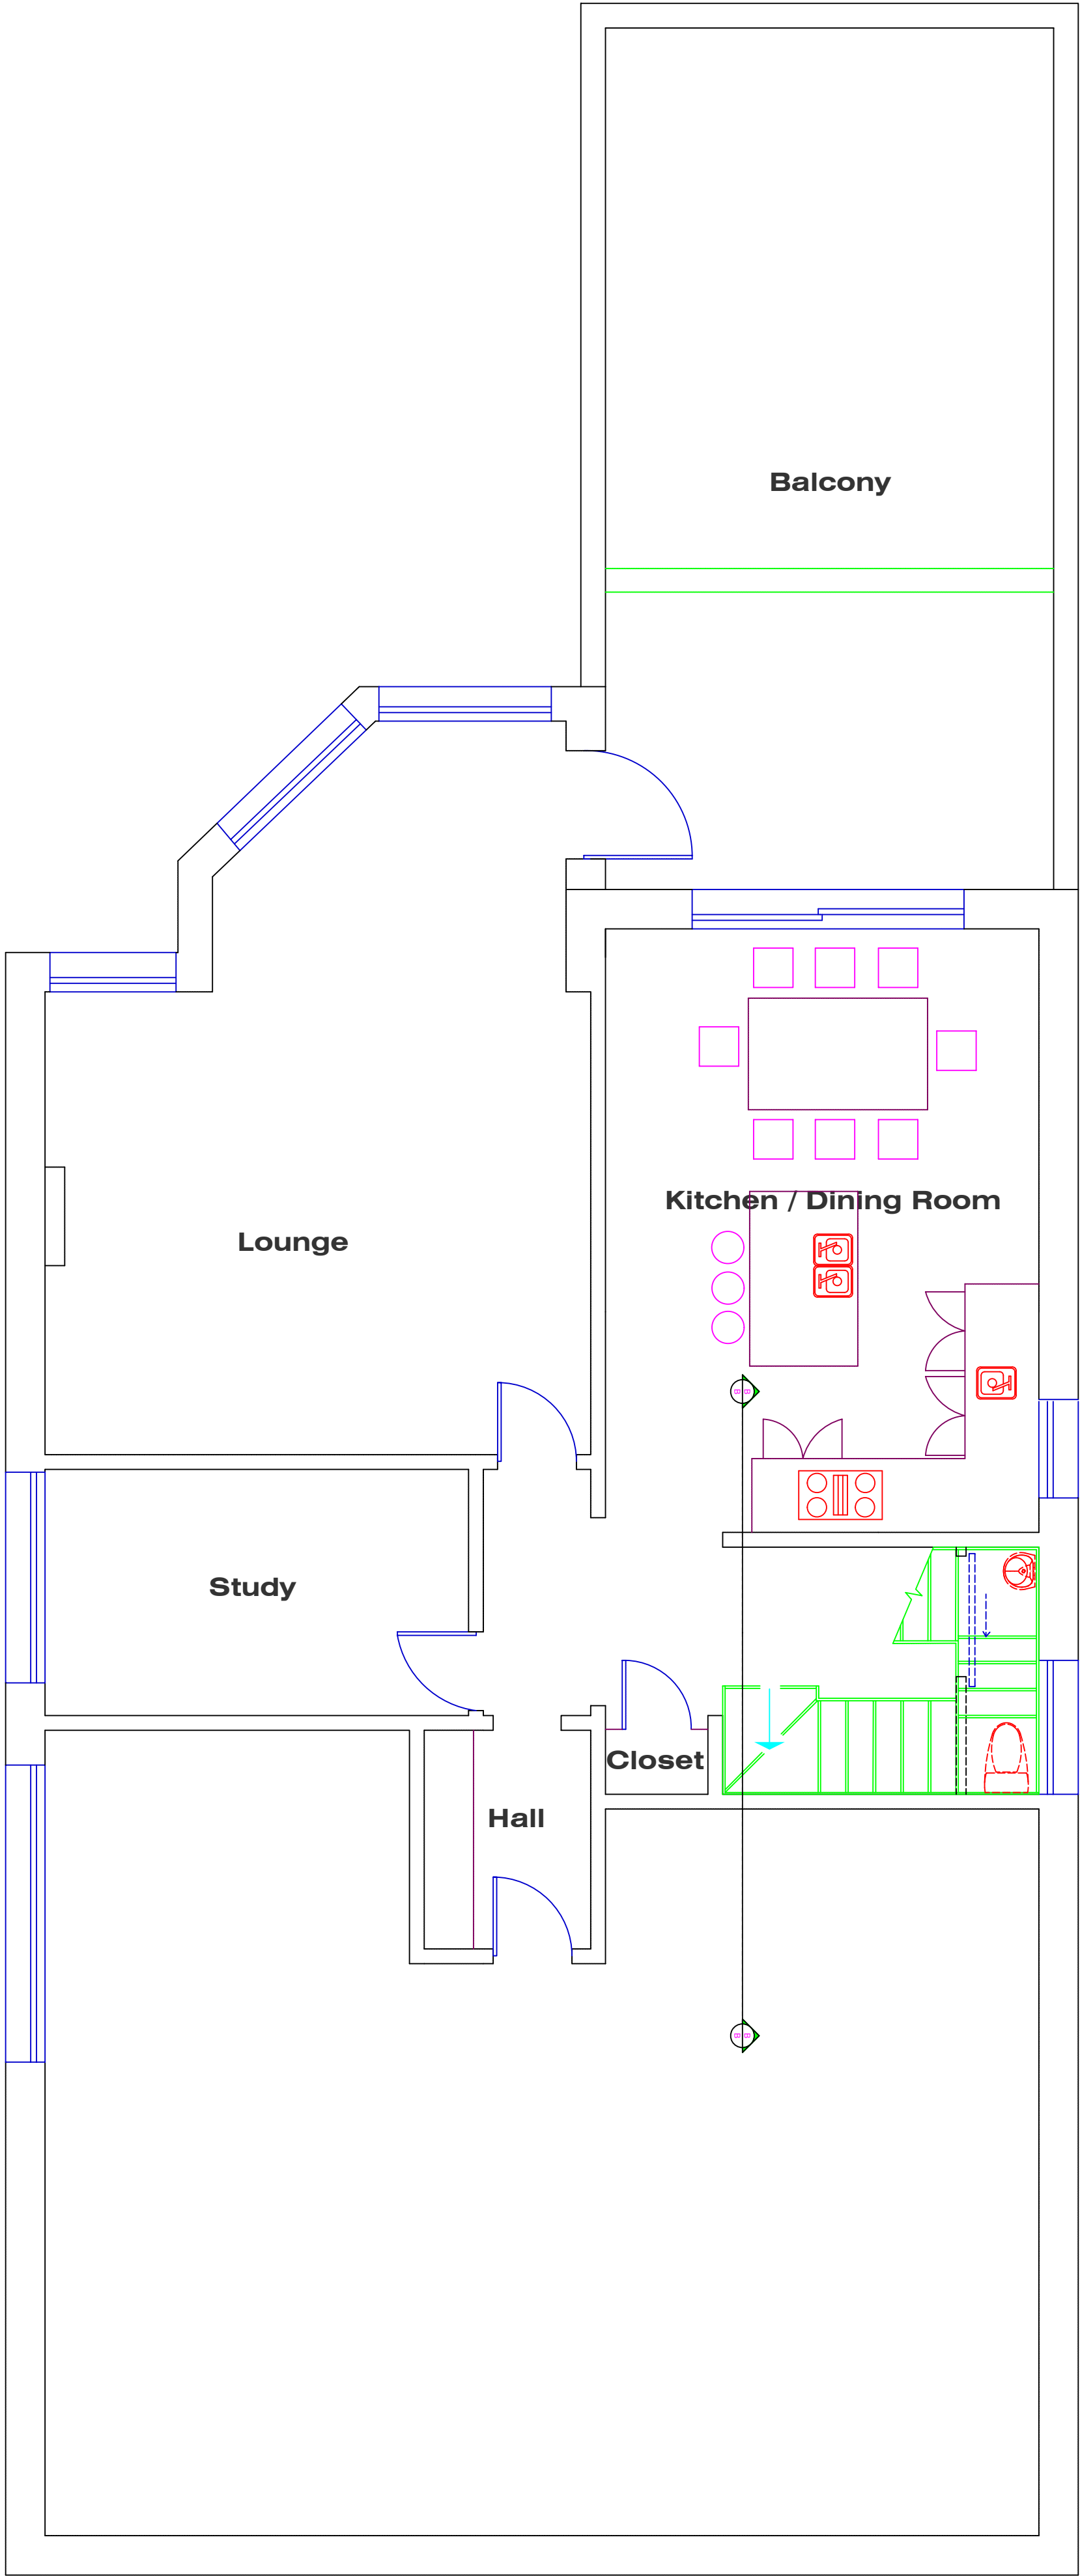 Balcony
Kitchen / Dining Room
Lounge
B B
Study
Closet
Hall
B B